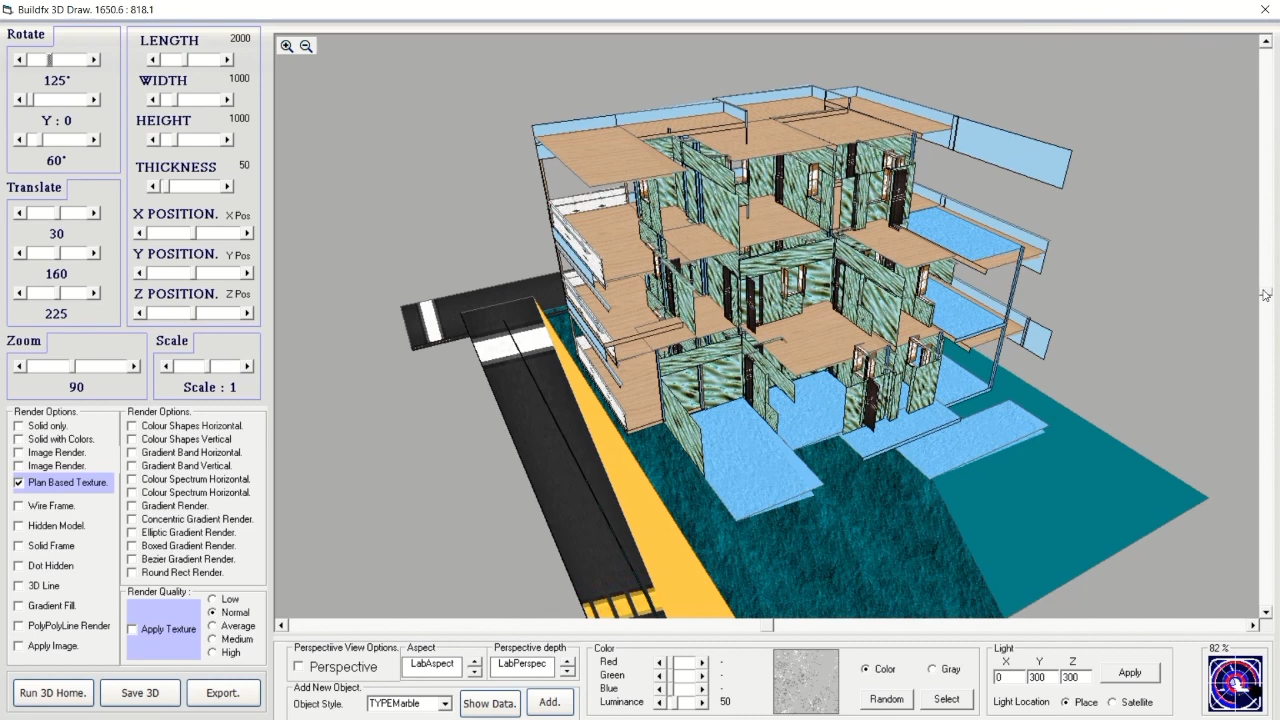 Buildfx 3D Draw. 1650.6 : 818.1
Rotate
125°
Y : 0
60°
Translate
30
160
225
LENGTH 2000
WIDTH 1000
HEIGHT 1000
THICKNESS 50
X POSITION. X Pos
Y POSITION. Y Pos
Z POSITION. Z Pos
Zoom
90
Scale
Scale : 1
Render Options.
Solid only.
Solid with Colors.
Image Render.
Image Render.
Plan Based Texture.
Wire Frame.
Hidden Model.
Solid Frame
Dot Hidden
3D Line
Gradient Fill.
PolyPolyLine Render
Apply Image.
Render Options.
Colour Shapes Horizontal.
Colour Shapes Vertical
Gradient Band Horizontal.
Gradient Band Vertical.
Colour Spectrum Horizontal.
Colour Spectrum Horizontal.
Gradient Render.
Concentric Gradient Render.
Elliptic Gradient Render.
Boxed Gradient Render.
Bezier Gradient Render.
Round Rect Render.
Render Quality :
Apply Texture
Low
Normal
Average
Medium
High
Run 3D Home.
Save 3D
Export.
Perspective View Options.
Perspective
Aspect
LabAspect
Perspective depth
LabPerspec
Add New Object.
Object Style.
TYPEMarble
Show Data.
Add.
Color
Red -
Green -
Blue -
Luminance 50
Color
Gray
Random
Select
Light
X Y Z
0 300 300
Apply
Light Location
Place
Satellite
82 %